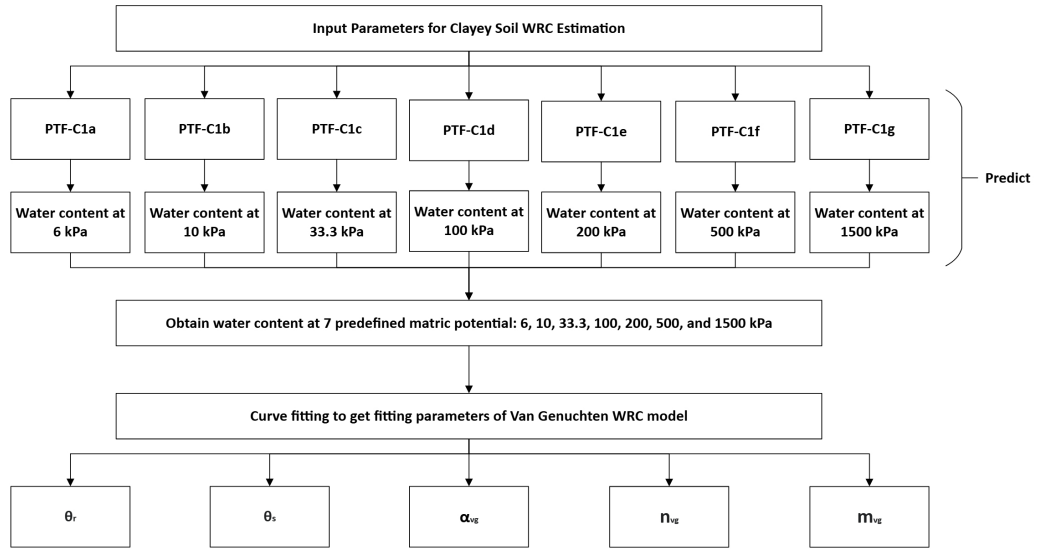 Input Parameters for Clayey Soil WRC Estimation
PTF-C1a
PTF-C1b
PTF-C1c
PTF-C1d
PTF-C1e
PTF-C1f
PTF-C1g
Predict
Water content at
6 kPa
Water content at
10 kPa
Water content at
33.3 kPa
Water content at
100 kPa
Water content at
200 kPa
Water content at
500 kPa
Water content at
1500 kPa
Obtain water content at 7 predefined matric potential: 6, 10, 33.3, 100, 200, 500, and 1500 kPa
Curve fitting to get fitting parameters of Van Genuchten WRC model
θr
θs
αvg
nvg
mvg